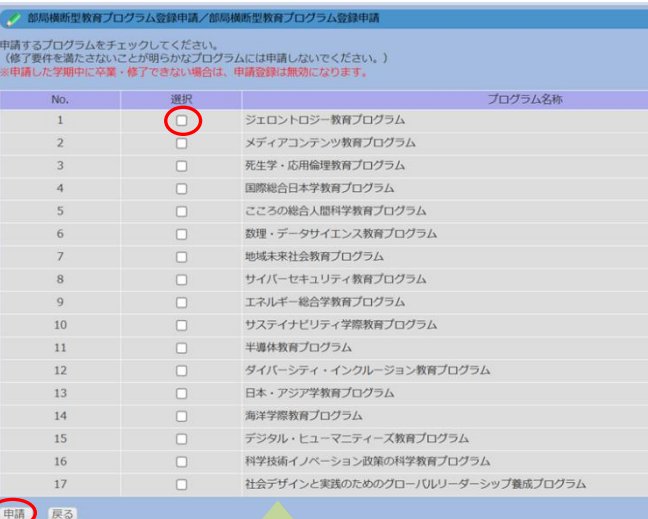 部局横断型教育プログラム登録申請／部局横断型教育プログラム登録申請
申請するプログラムをチェックしてください。
（修了要件を満たさないことが明らかなプログラムには申請しないでください。）
※申請した学期中に卒業・修了できない場合は、申請登録は無効になります。
No. 選択 プログラム名称
1 ジェロントロジー教育プログラム
2 メディアコンテンツ教育プログラム
3 死生学・応用倫理教育プログラム
4 国際総合日本学教育プログラム
5 こころの総合人間科学教育プログラム
6 数理・データサイエンス教育プログラム
7 地域未来社会教育プログラム
8 サイバーセキュリティ教育プログラム
9 エネルギー総合学教育プログラム
10 サステイナビリティ学際教育プログラム
11 半導体教育プログラム
12 ダイバーシティ・インクルージョン教育プログラム
13 日本・アジア学教育プログラム
14 海洋学際教育プログラム
15 デジタル・ヒューマニティーズ教育プログラム
16 科学技術イノベーション政策の科学教育プログラム
17 社会デザインと実践のためのグローバルリーダーシップ養成プログラム
申請 戻る